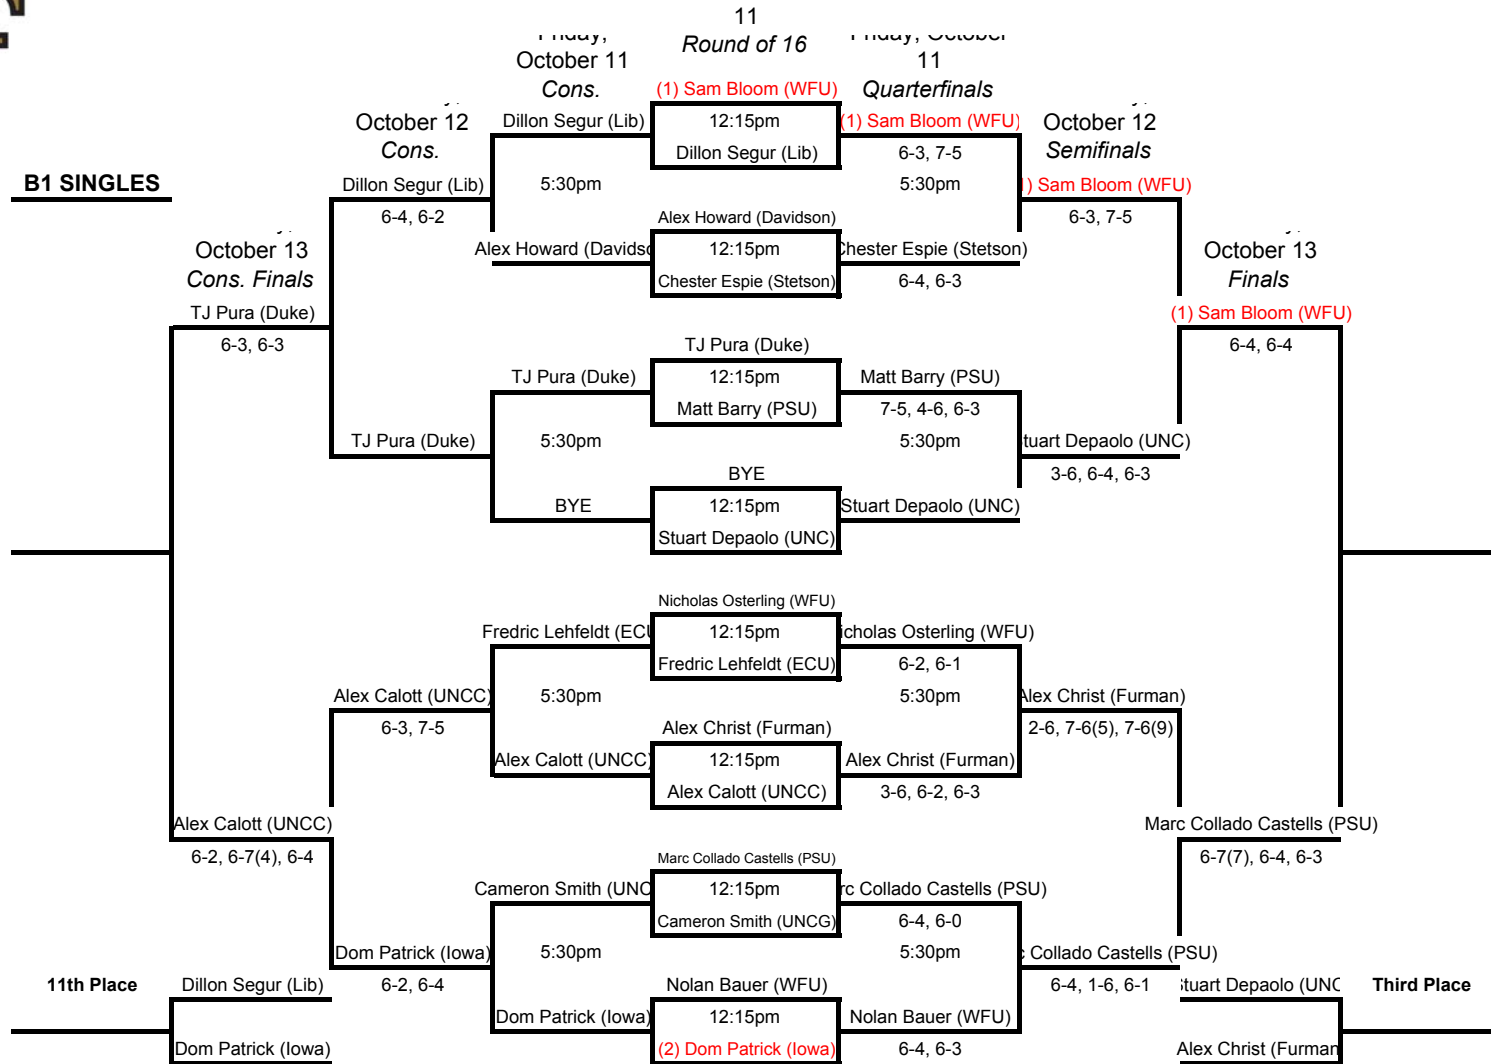 11
Round of 16
October 11
Cons.
11
Quarterfinals
(1) Sam Bloom (WFU)
October 12
Cons.
Dillon Segur (Lib)
12:15pm
(1) Sam Bloom (WFU)
October 12
Semifinals
Dillon Segur (Lib)
6-3, 7-5
B1 SINGLES
Dillon Segur (Lib)
5:30pm
5:30pm
) Sam Bloom (WFU)
6-4, 6-2
Alex Howard (Davidson)
6-3, 7-5
October 13
Cons. Finals
Alex Howard (Davidso
12:15pm
Chester Espie (Stetson)
October 13
Finals
Chester Espie (Stetson)
6-4, 6-3
TJ Pura (Duke)
(1) Sam Bloom (WFU)
6-3, 6-3
TJ Pura (Duke)
6-4, 6-4
TJ Pura (Duke)
12:15pm
Matt Barry (PSU)
Matt Barry (PSU)
7-5, 4-6, 6-3
TJ Pura (Duke)
5:30pm
5:30pm
tuart Depaolo (UNC)
BYE
3-6, 6-4, 6-3
BYE
12:15pm
Stuart Depaolo (UNC)
Stuart Depaolo (UNC)
Nicholas Osterling (WFU)
Fredric Lehfeldt (ECU
12:15pm
icholas Osterling (WFU)
Fredric Lehfeldt (ECU)
6-2, 6-1
Alex Calott (UNCC)
5:30pm
5:30pm
Alex Christ (Furman)
6-3, 7-5
Alex Christ (Furman)
2-6, 7-6(5), 7-6(9)
Alex Calott (UNCC)
12:15pm
Alex Christ (Furman)
Alex Calott (UNCC)
3-6, 6-2, 6-3
Alex Calott (UNCC)
Marc Collado Castells (PSU)
6-2, 6-7(4), 6-4
Marc Collado Castells (PSU)
6-7(7), 6-4, 6-3
Cameron Smith (UNC
12:15pm
rc Collado Castells (PSU)
Cameron Smith (UNCG)
6-4, 6-0
Dom Patrick (Iowa)
5:30pm
5:30pm
c Collado Castells (PSU)
11th Place
Dillon Segur (Lib)
6-2, 6-4
Nolan Bauer (WFU)
6-4, 1-6, 6-1
Stuart Depaolo (UNC
Third Place
Dom Patrick (Iowa)
12:15pm
Nolan Bauer (WFU)
Dom Patrick (Iowa)
(2) Dom Patrick (Iowa)
6-4, 6-3
Alex Christ (Furman